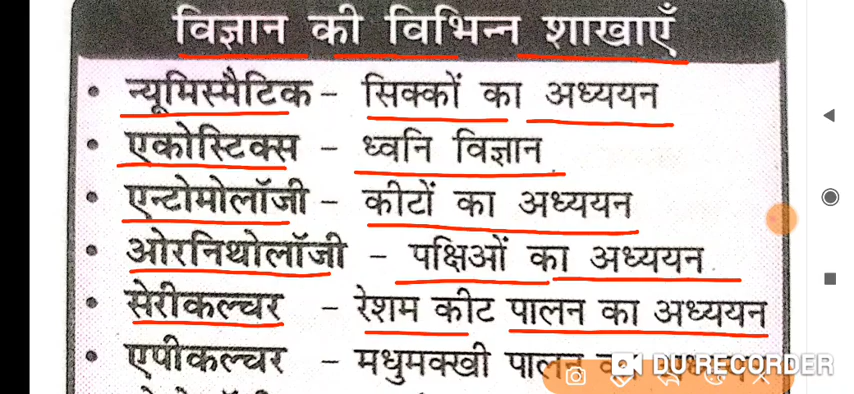 विज्ञान की विभिन्न शाखाएँ
• न्यूमिस्मैटिक – सिक्कों का अध्ययन
• एकोस्टिक्स – ध्वनि विज्ञान
• एन्टोमोलॉजी – कीटों का अध्ययन
• ओरनिथोलॉजी – पक्षिओं का अध्ययन
• सेरीकल्चर – रेशम कीट पालन का अध्ययन
• एपीकल्चर – मधुमक्खी पालन
DU RECORDER